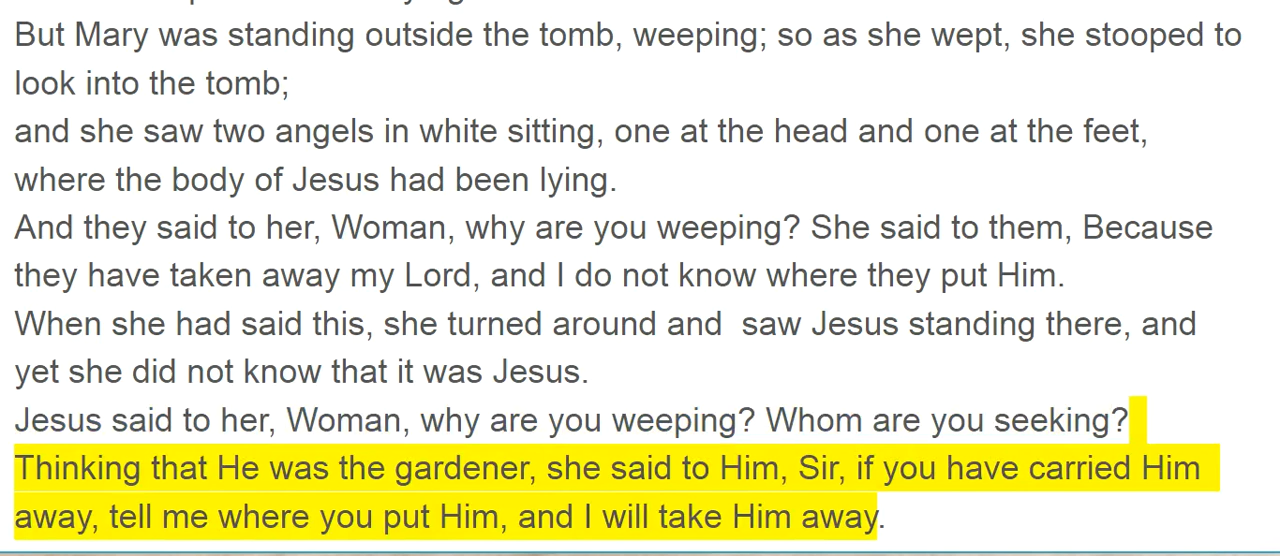 But Mary was standing outside the tomb, weeping; so as she wept, she stooped to
look into the tomb;
and she saw two angels in white sitting, one at the head and one at the feet,
where the body of Jesus had been lying.
And they said to her, Woman, why are you weeping? She said to them, Because
they have taken away my Lord, and I do not know where they put Him.
When she had said this, she turned around and  saw Jesus standing there, and
yet she did not know that it was Jesus.
Jesus said to her, Woman, why are you weeping? Whom are you seeking?
Thinking that He was the gardener, she said to Him, Sir, if you have carried Him
away, tell me where you put Him, and I will take Him away.